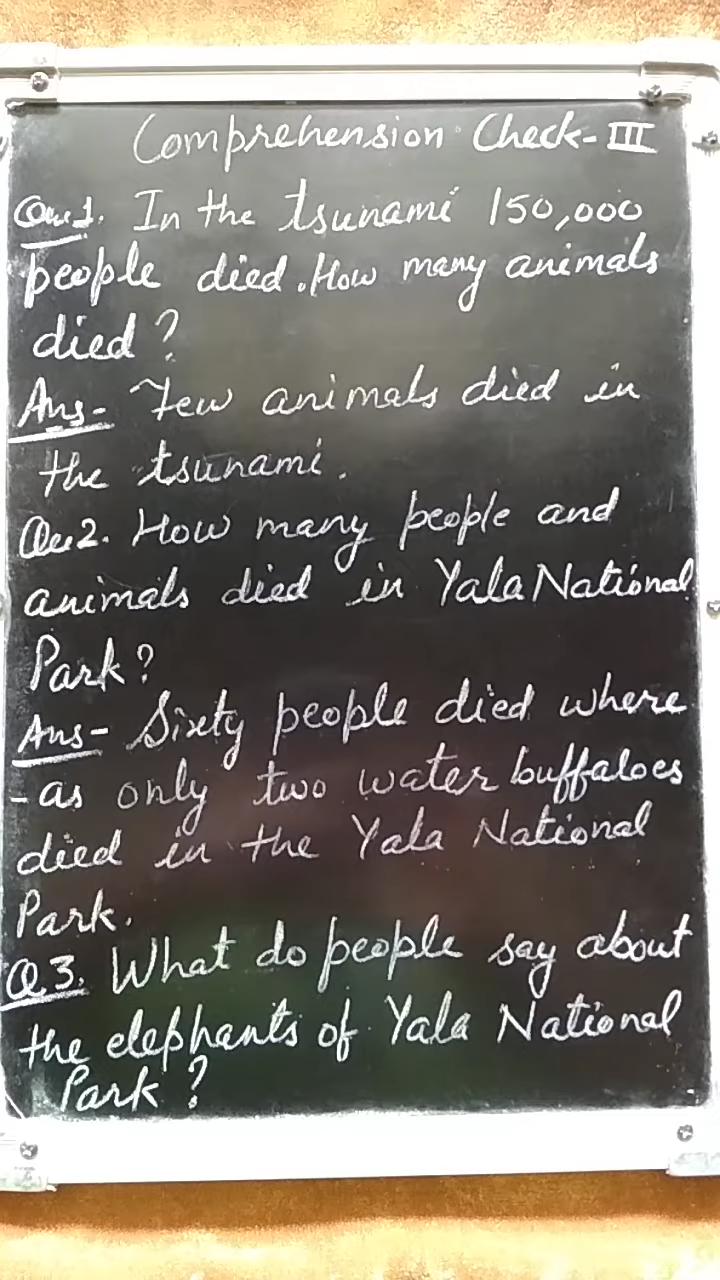 Comprehension Check-III
Que1. In the tsunami 150,000
people died. How many animals
died?
Ans- Few animals died in
the tsunami.
Que2. How many people and
animals died in Yala National
Park?
Ans- Sixty people died where
-as only two water buffaloes
died in the Yala National
Park.
Q3. What do people say about
the elephants of Yala National
Park?